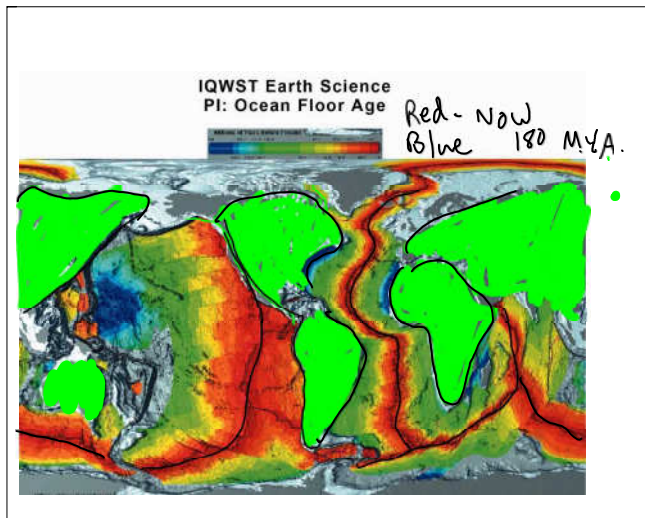 IQWST Earth Science
PI: Ocean Floor Age
Red - Now
Blue 180 M.Y.A.